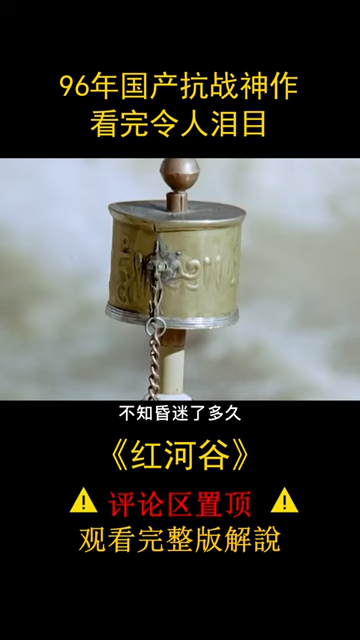 96年国产抗战神作
看完令人泪目
不知昏迷了多久
《红河谷》
评论区置顶
观看完整版解說